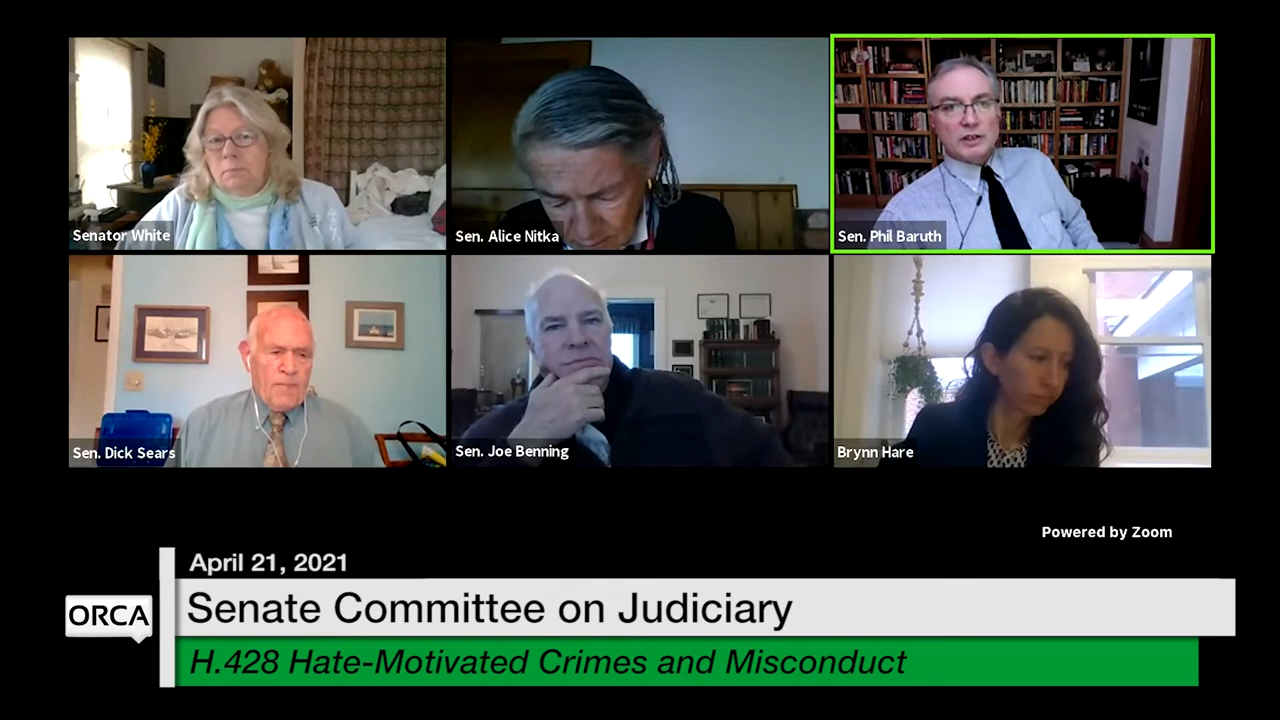 Senator White
Sen. Alice Nitka
Sen. Phil Baruth
Sen. Dick Sears
Sen. Joe Benning
Brynn Hare
Powered by Zoom
April 21, 2021
ORCA
Senate Committee on Judiciary
H.428 Hate-Motivated Crimes and Misconduct